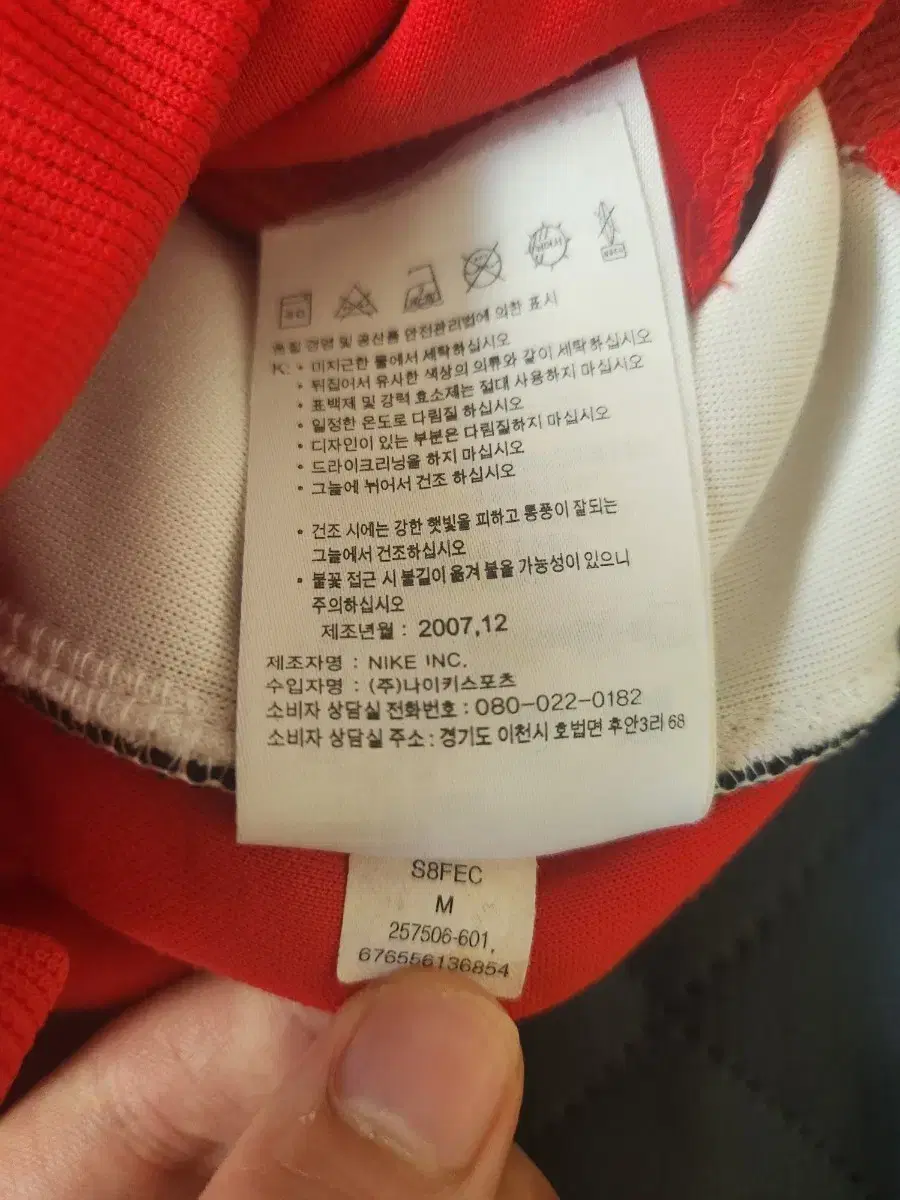 품질 경영 및 공산품 안전관리법에 의한 표시
K: • 미지근한 물에서 세탁하십시오
• 뒤집어서 유사한 색상의 의류와 같이 세탁하십시오
• 표백제 및 강력 효소제는 절대 사용하지 마십시오
• 일정한 온도로 다림질 하십시오
• 디자인이 있는 부분은 다림질하지 마십시오
• 드라이크리닝을 하지 마십시오
• 그늘에 뉘어서 건조 하십시오
• 건조 시에는 강한 햇빛을 피하고 통풍이 잘되는
그늘에서 건조하십시오
• 불꽃 접근 시 불길이 옮겨 붙을 가능성이 있으니
주의하십시오
제조년월 : 2007,12
제조자명 : NIKE INC.
수입자명 : (주)나이키스포츠
소비자 상담실 전화번호 : 080-022-0182
소비자 상담실 주소 : 경기도 이천시 호법면 후안3리 68
S8FEC
M
257506-601,
676556136854